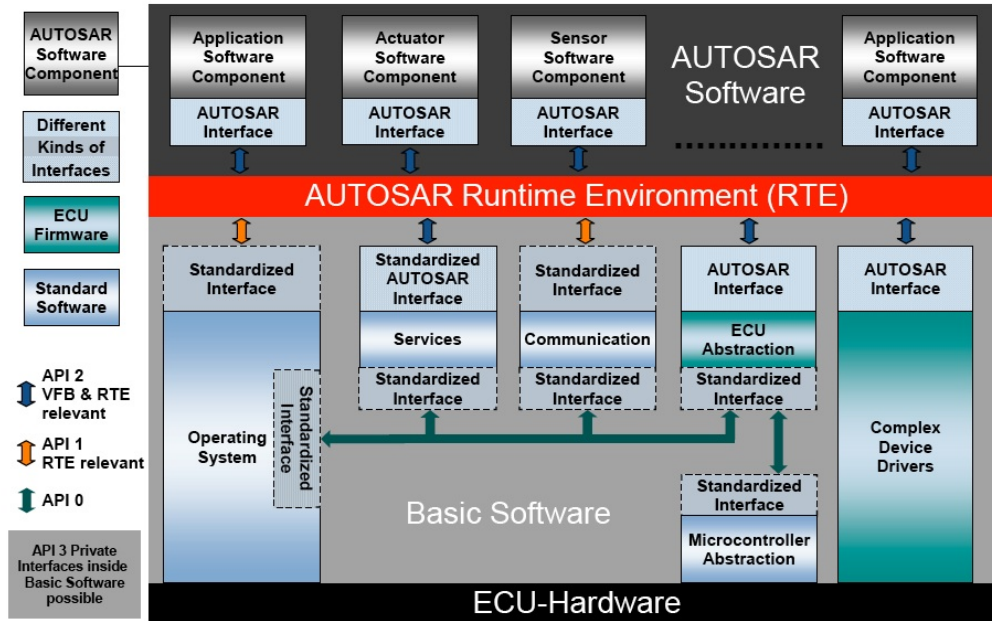 AUTOSAR
Software
Component
Different
Kinds of
Interfaces
ECU
Firmware
Standard
Software
API 2
VFB & RTE
relevant
API 1
RTE relevant
API 0
API 3 Private
Interfaces inside
Basic Software
possible
Application
Software
Component
AUTOSAR
Interface
Actuator
Software
Component
AUTOSAR
Interface
Sensor
Software
Component
AUTOSAR
Interface
AUTOSAR
Software
Application
Software
Component
AUTOSAR
Interface
AUTOSAR Runtime Environment (RTE)
Standardized
Interface
Operating
System
Standardized
Interface
Standardized
AUTOSAR
Interface
Services
Standardized
Interface
Standardized
Interface
Communication
Standardized
Interface
AUTOSAR
Interface
ECU
Abstraction
Standardized
Interface
Standardized
Interface
Microcontroller
Abstraction
AUTOSAR
Interface
Complex
Device
Drivers
Basic Software
ECU-Hardware